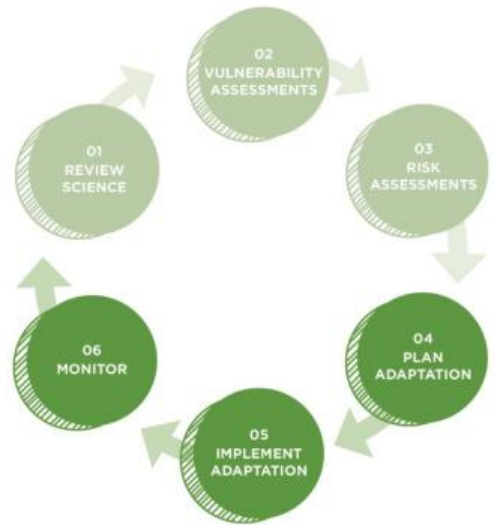 01
REVIEW
SCIENCE
02
VULNERABILITY
ASSESSMENTS
03
RISK
ASSESSMENTS
04
PLAN
ADAPTATION
05
IMPLEMENT
ADAPTATION
06
MONITOR